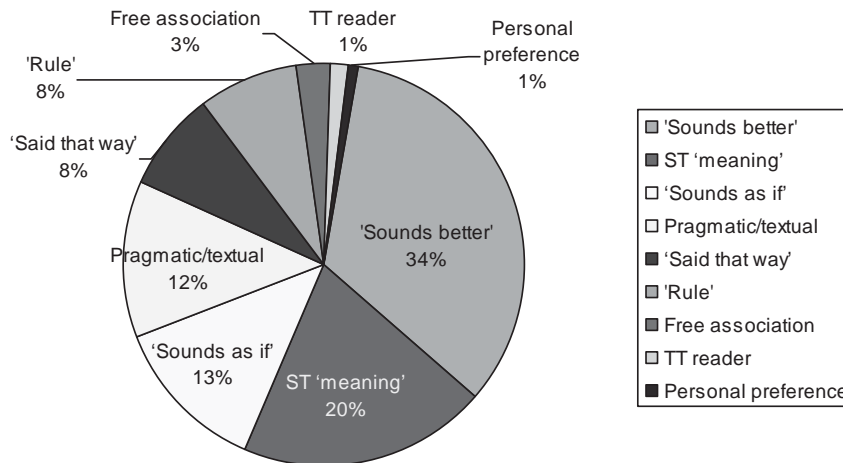 Free association
3%
TT reader
1%
Personal
preference
1%
'Rule'
8%
‘Said that way’
8%
Pragmatic/textual
12%
‘Sounds as if’
13%
ST ‘meaning’
20%
'Sounds better'
34%
'Sounds better'
ST ‘meaning’
‘Sounds as if’
Pragmatic/textual
‘Said that way’
'Rule'
Free association
TT reader
Personal preference